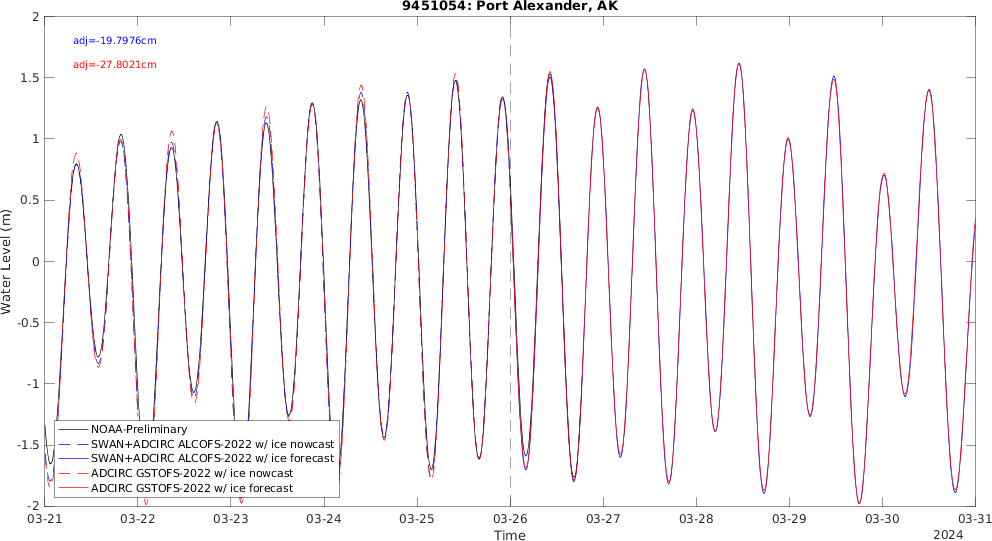 9451054: Port Alexander, AK
adj=-19.7976cm
adj=-27.8021cm
Water Level (m)
2
1.5
1
0.5
0
-0.5
-1
-1.5
-2
NOAA-Preliminary
SWAN+ADCIRC ALCOFS-2022 w/ ice nowcast
SWAN+ADCIRC ALCOFS-2022 w/ ice forecast
ADCIRC GSTOFS-2022 w/ ice nowcast
ADCIRC GSTOFS-2022 w/ ice forecast
03-21 03-22 03-23 03-24 03-25 03-26 03-27 03-28 03-29 03-30 03-31
Time
2024